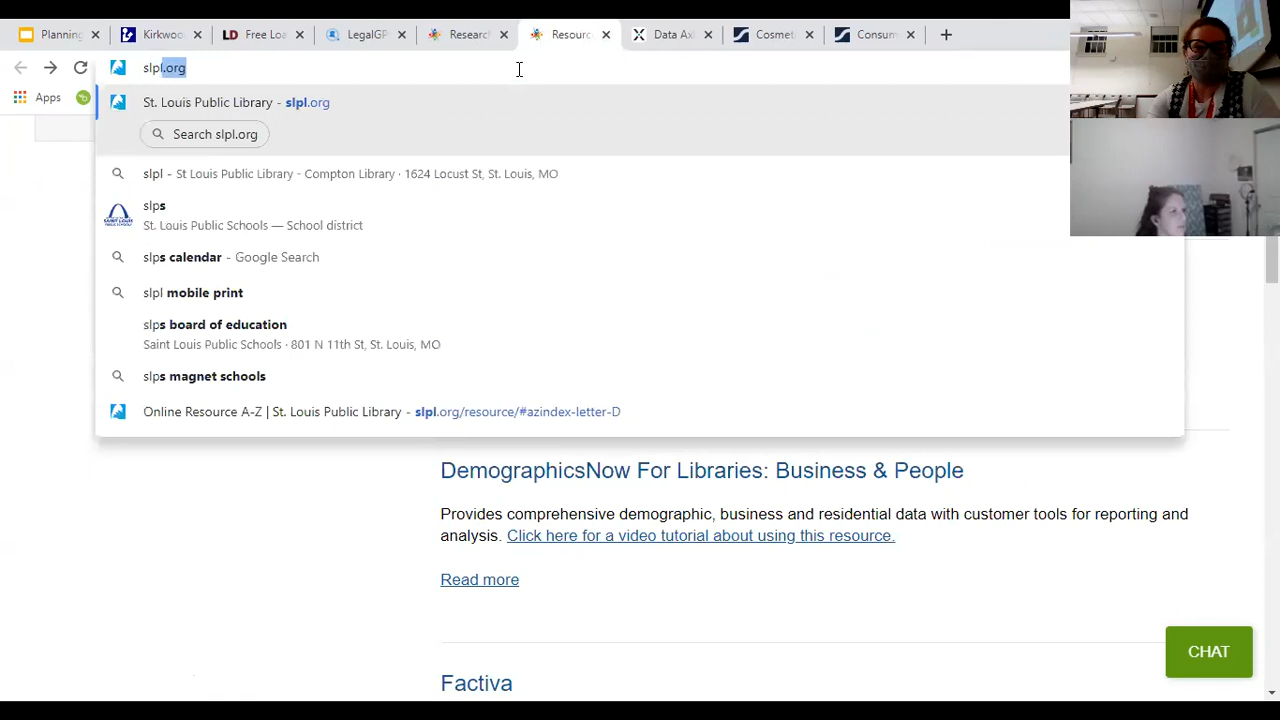 Planning
Kirkwoo
Free Loa
LegalGP
Researc
Resourc
Data Axl
Cosmeti
Consum
slpl.org
Apps
St. Louis Public Library - slpl.org
Search slpl.org
slpl - St Louis Public Library - Compton Library · 1624 Locust St, St. Louis, MO
slps
St. Louis Public Schools — School district
slps calendar - Google Search
slpl mobile print
slps board of education
Saint Louis Public Schools · 801 N 11th St, St. Louis, MO
slps magnet schools
Online Resource A-Z | St. Louis Public Library - slpl.org/resource/#azindex-letter-D
DemographicsNow For Libraries: Business & People
Provides comprehensive demographic, business and residential data with customer tools for reporting and
analysis. Click here for a video tutorial about using this resource.
Read more
CHAT
Factiva